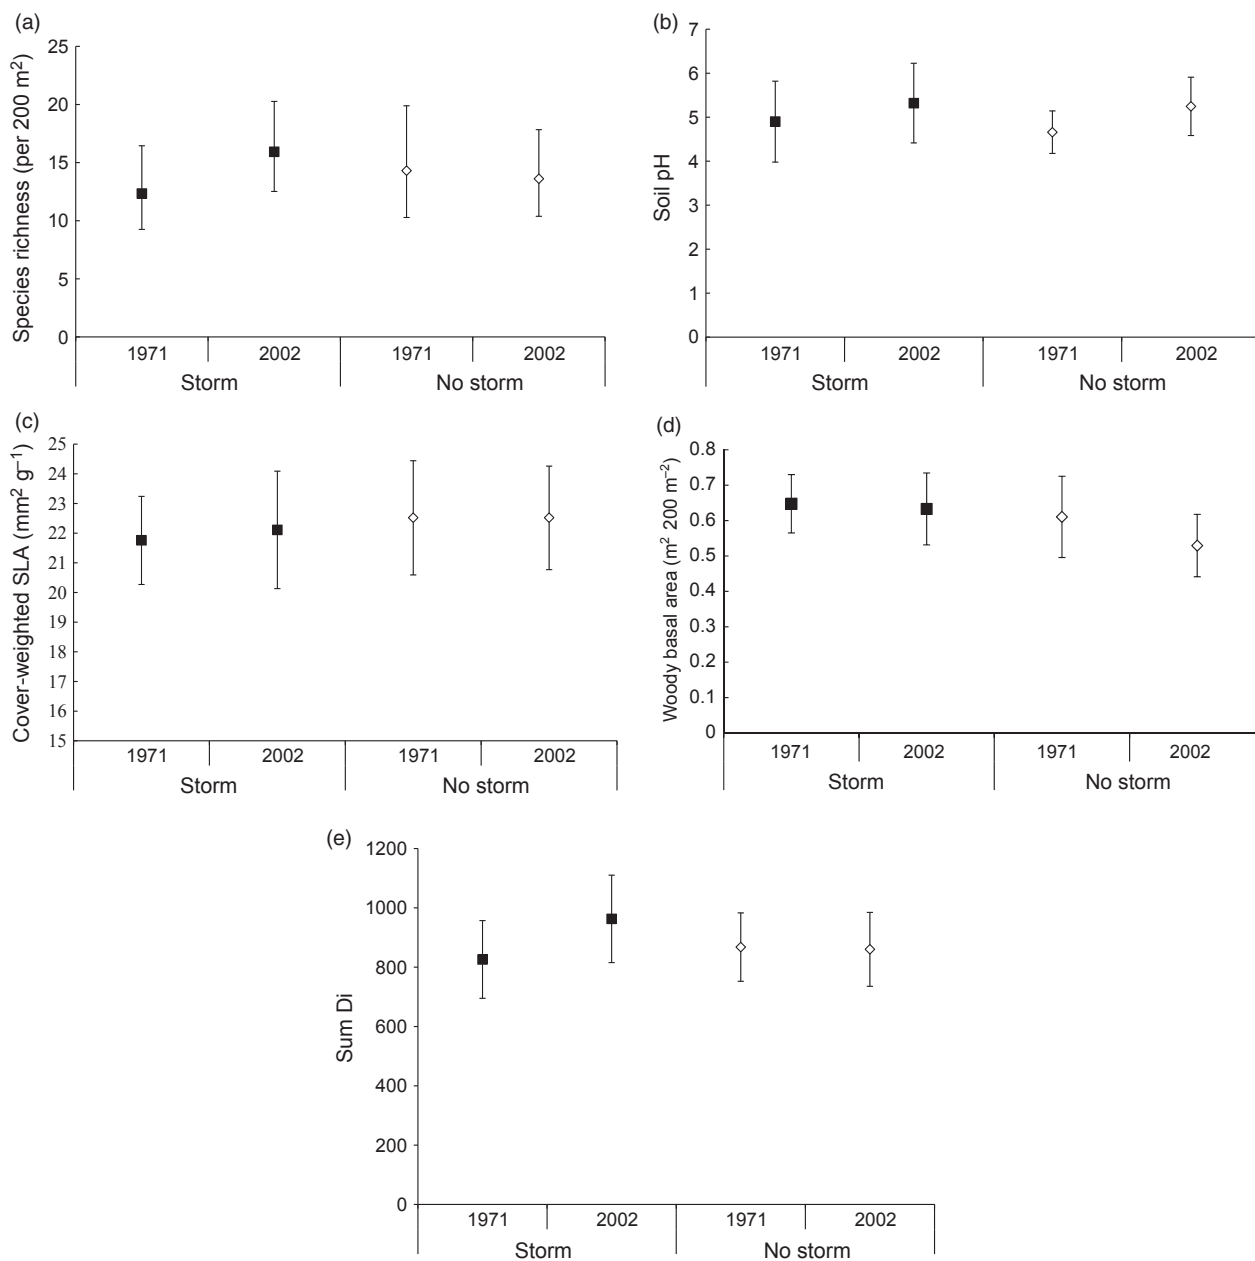 (a)
Species richness (per 200 m²)
25
20
15
10
5
0
1971 2002 1971 2002
Storm No storm
(b)
Soil pH
7
6
5
4
3
2
1
0
1971 2002 1971 2002
Storm No storm
(c)
Cover-weighted SLA (mm² g⁻¹)
25
24
23
22
21
20
19
18
17
16
15
1971 2002 1971 2002
Storm No storm
(d)
Woody basal area (m² 200 m⁻²)
0.8
0.7
0.6
0.5
0.4
0.3
0.2
0.1
0
1971 2002 1971 2002
Storm No storm
(e)
Sum Di
1200
1000
800
600
400
200
0
1971 2002 1971 2002
Storm No storm